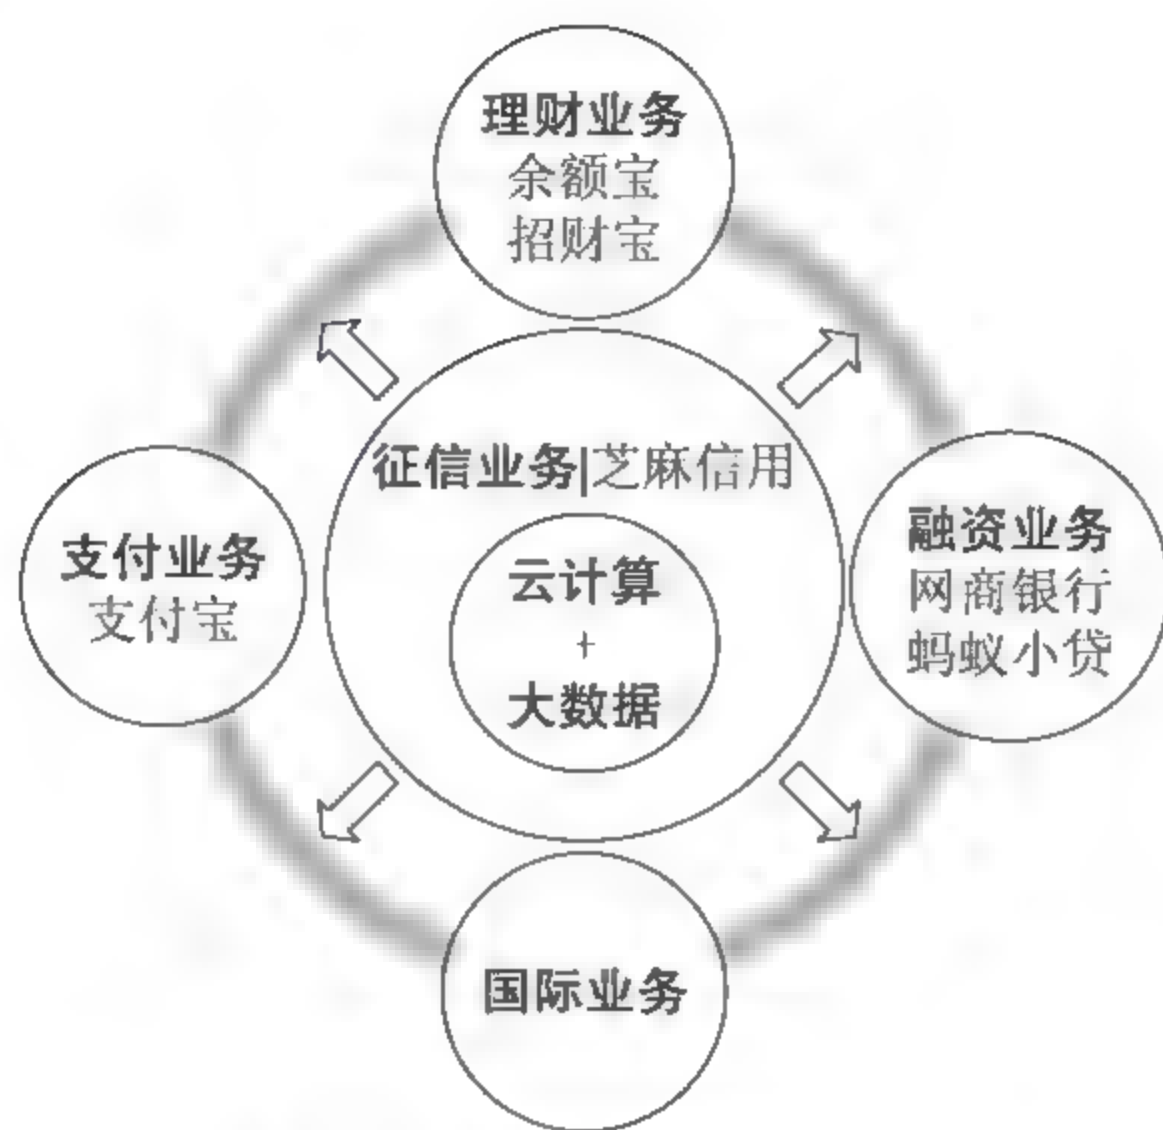 理财业务
余额宝
招财宝
征信业务|芝麻信用
支付业务
支付宝
云计算
+
大数据
融资业务
网商银行
蚂蚁小贷
国际业务